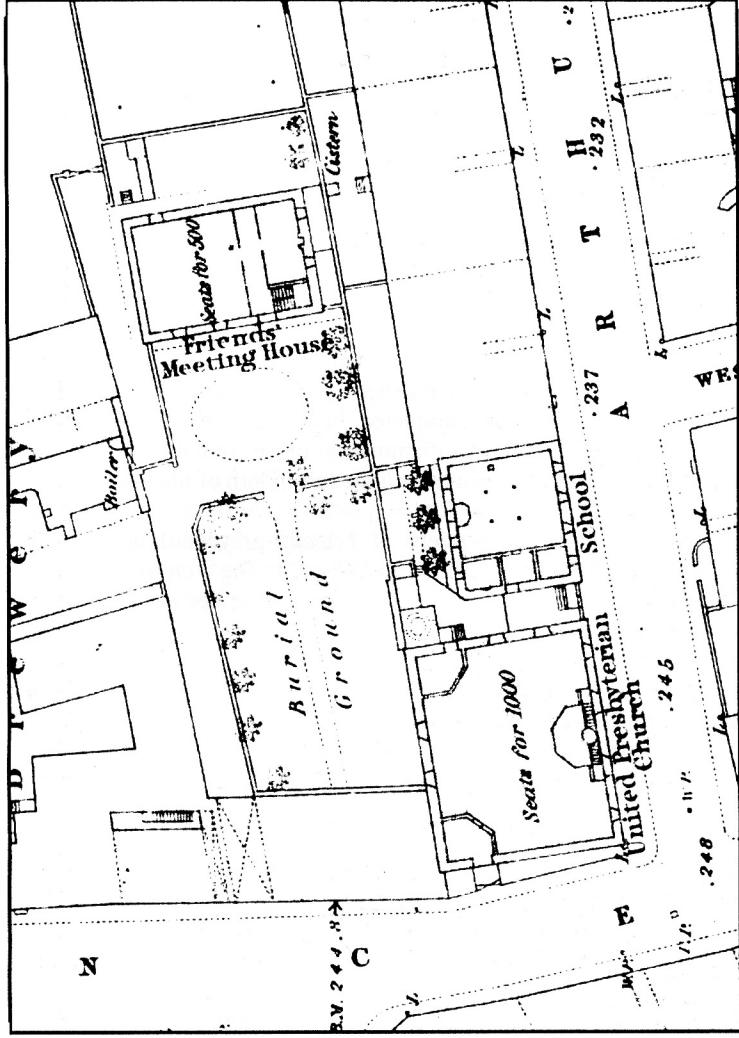 U
H
T
R
A
.232
.237
Cistern
Seats for 500
Friends'
Meeting House
WES
Boiler
School
Burial
Ground
Seats for 1000
United Presbyterian
Church
.245
.248
W.P.
N
C
E
B.M. 244.8
L
L
L
L
L
L
L
L